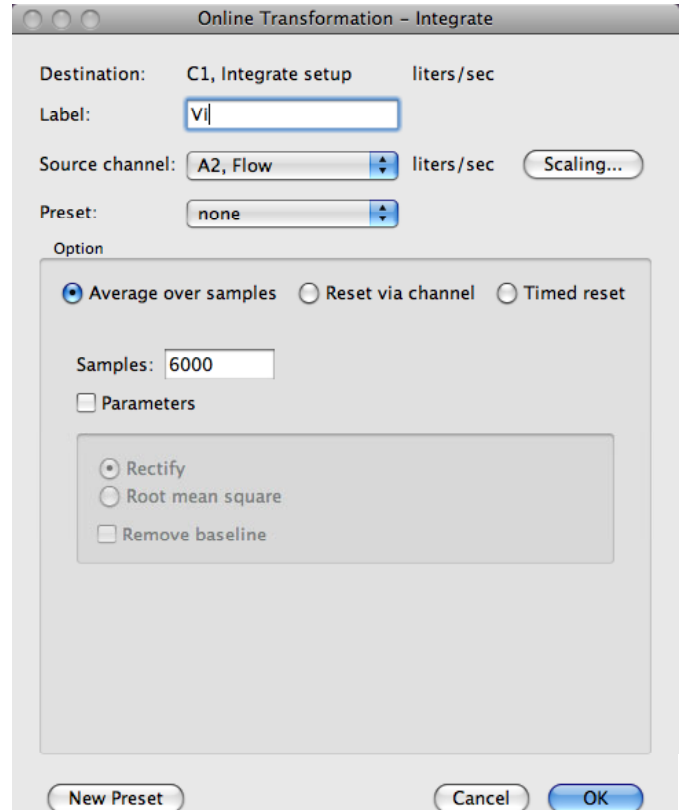 Online Transformation – Integrate
Destination: C1, Integrate setup liters/sec
Label: Vi
Source channel: A2, Flow liters/sec Scaling...
Preset: none
Option
Average over samples Reset via channel Timed reset
Samples: 6000
Parameters
Rectify
Root mean square
Remove baseline
New Preset Cancel OK